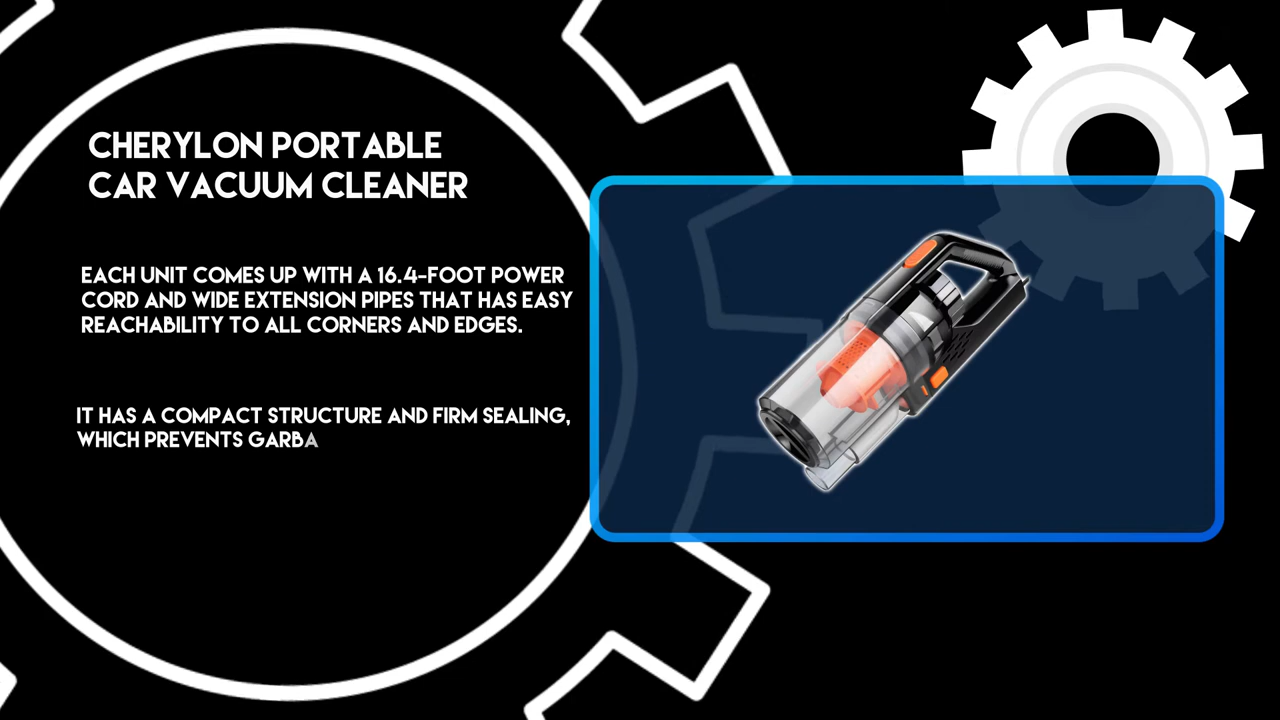 CHERYLON PORTABLE
CAR VACUUM CLEANER
EACH UNIT COMES UP WITH A 16.4-FOOT POWER
CORD AND WIDE EXTENSION PIPES THAT HAS EASY
REACHABILITY TO ALL CORNERS AND EDGES.
IT HAS A COMPACT STRUCTURE AND FIRM SEALING,
WHICH PREVENTS GARBA